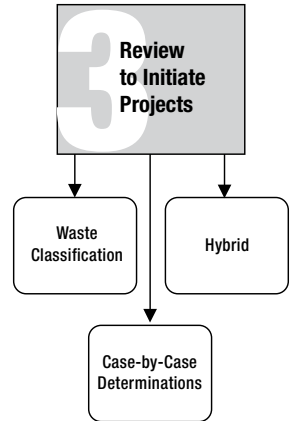 3
Review
to Initiate
Projects
Waste
Classification
Hybrid
Case-by-Case
Determinations